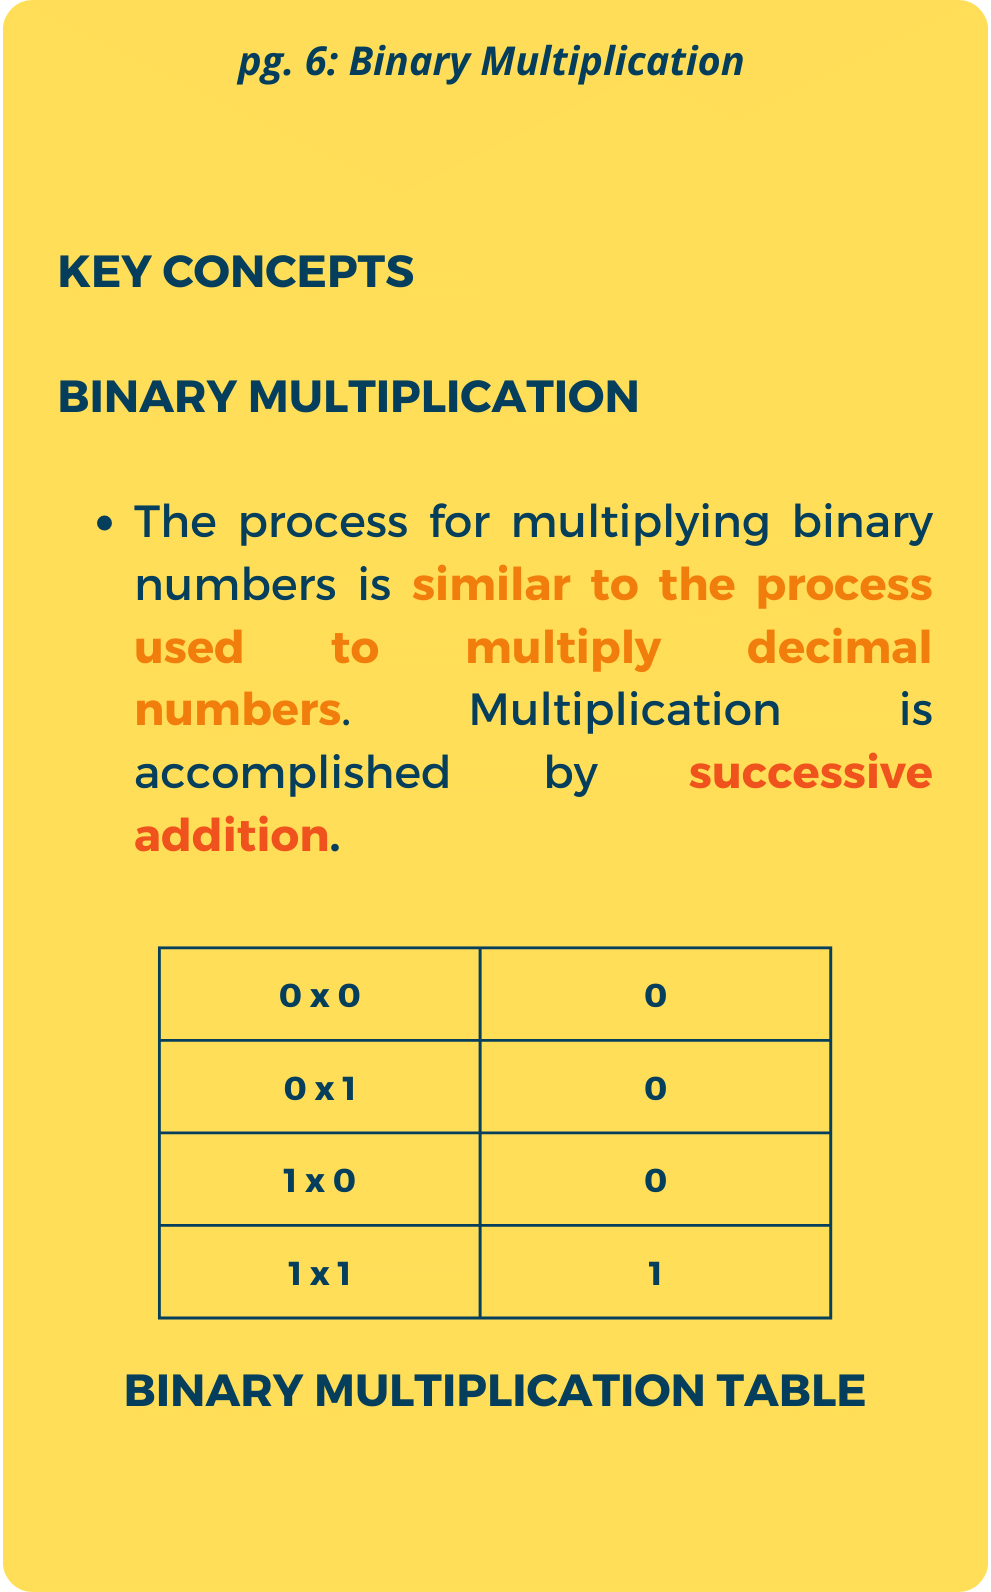 pg. 6: Binary Multiplication
KEY CONCEPTS
BINARY MULTIPLICATION
• The process for multiplying binary
numbers is similar to the process
used to multiply decimal
numbers. Multiplication is
accomplished by successive
addition.
0 x 0 0
0 x 1 0
1 x 0 0
1 x 1 1
BINARY MULTIPLICATION TABLE